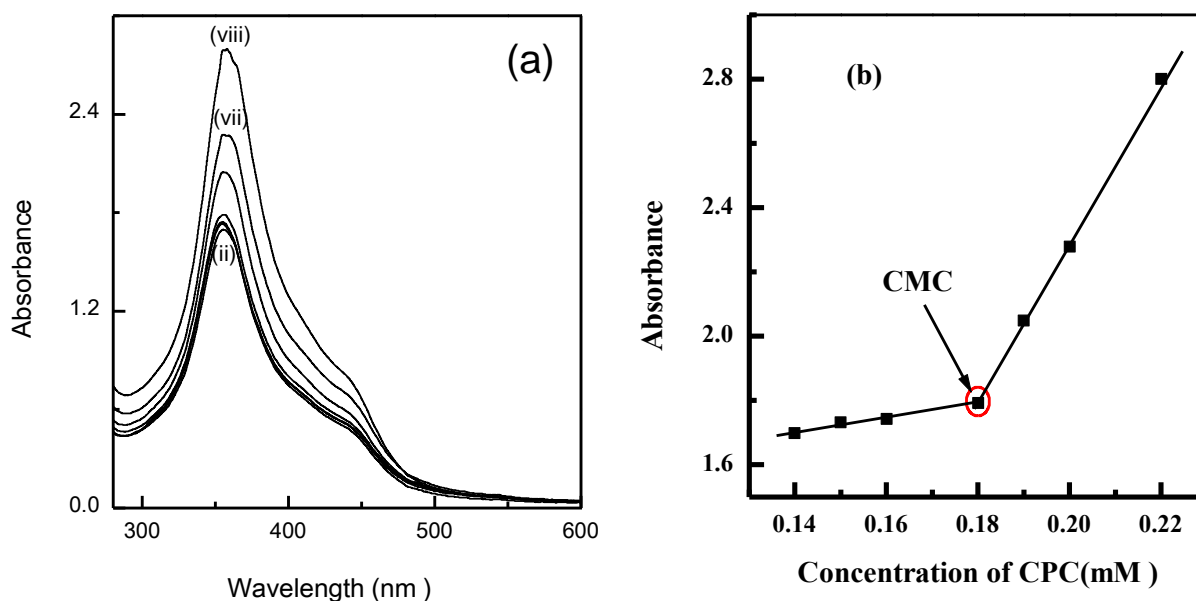 (a)
(viii)
(vii)
(ii)
2.4
1.2
0.0
300
400
500
600
Absorbance
Wavelength (nm )
(b)
CMC
2.8
2.4
2.0
1.6
0.14
0.16
0.18
0.20
0.22
Absorbance
Concentration of CPC(mM )